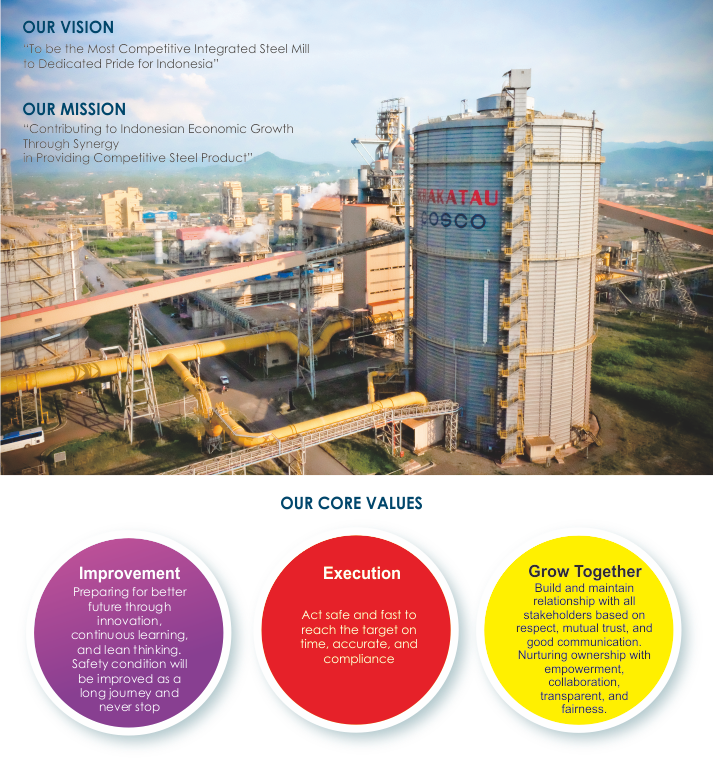 OUR VISION
“To be the Most Competitive Integrated Steel Mill
to Dedicated Pride for Indonesia”
OUR MISSION
“Contributing to Indonesian Economic Growth
Through Synergy
in Providing Competitive Steel Product”
KRAKATAU
POSCO
OUR CORE VALUES
Improvement
Preparing for better
future through
innovation,
continuous learning,
and lean thinking.
Safety condition will
be improved as a
long journey and
never stop
Execution
Act safe and fast to
reach the target on
time, accurate, and
compliance
Grow Together
Build and maintain
relationship with all
stakeholders based on
respect, mutual trust, and
good communication.
Nurturing ownership with
empowerment,
collaboration,
transparent, and
fairness.